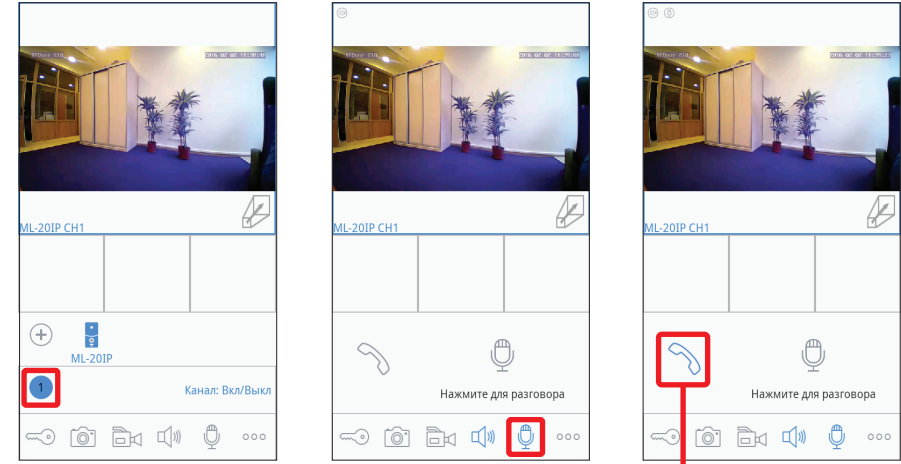 ML-20IP CH1
ML-20IP
1
Канал: Вкл/Выкл
ML-20IP CH1
Нажмите для разговора
ML-20IP CH1
Нажмите для разговора